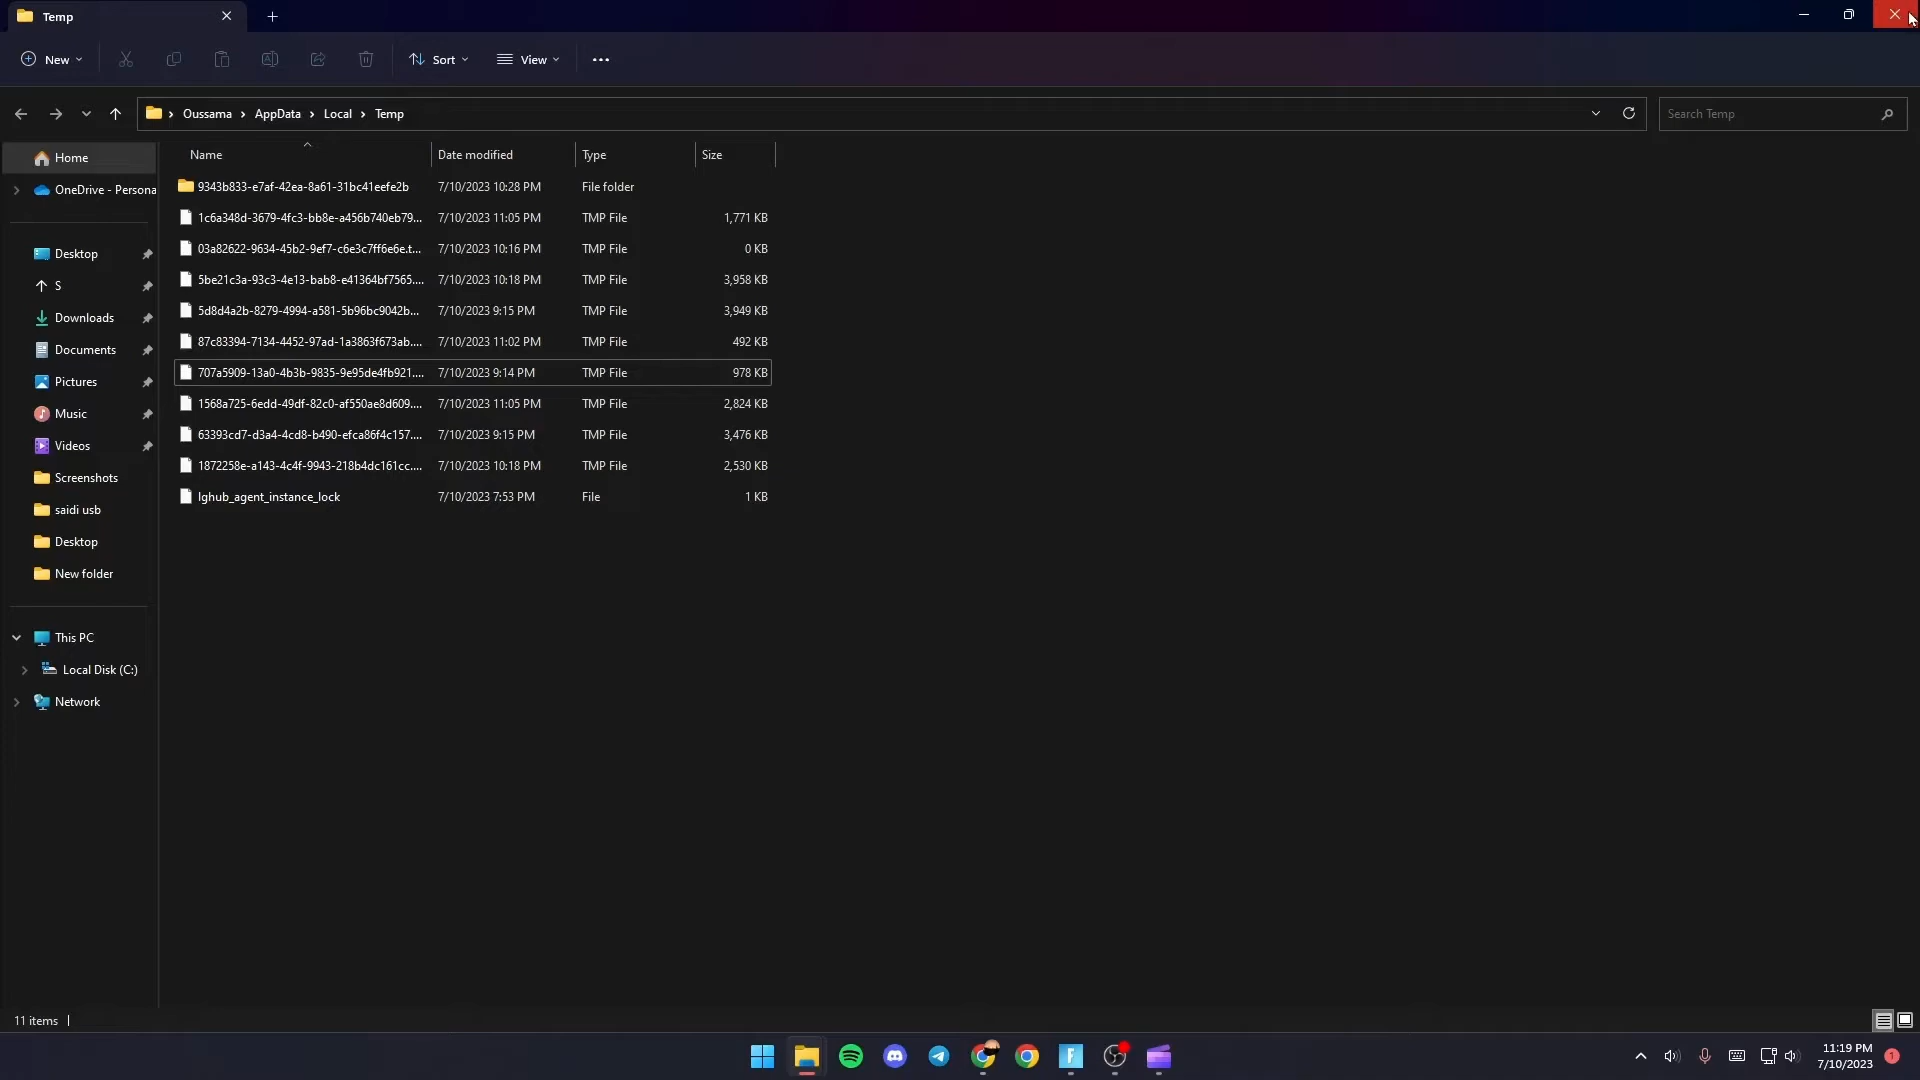 Temp
New
Sort
View
Oussama > AppData > Local > Temp
Search Temp
Name Date modified Type Size
Home
OneDrive - Persona
Desktop
S
Downloads
Documents
Pictures
Music
Videos
Screenshots
saidi usb
Desktop
New folder
This PC
Local Disk (C:)
Network
9343b833-e7af-42ea-8a61-31bc41eefe2b 7/10/2023 10:28 PM File folder
1c6a348d-3679-4fc3-bb8e-a456b740eb79... 7/10/2023 11:05 PM TMP File 1,771 KB
03a82622-9634-45b2-9ef7-c6e3c7ff6e6e.t... 7/10/2023 10:16 PM TMP File 0 KB
5be21c3a-93c3-4e13-bab8-e41364bf7565.... 7/10/2023 10:18 PM TMP File 3,958 KB
5d8d4a2b-8279-4994-a581-5b96bc9042b... 7/10/2023 9:15 PM TMP File 3,949 KB
87c83394-7134-4452-97ad-1a3863f673ab.... 7/10/2023 11:02 PM TMP File 492 KB
707a5909-13a0-4b3b-9835-9e95de4fb921.... 7/10/2023 9:14 PM TMP File 978 KB
1568a725-6edd-49df-82c0-af550ae8d609.... 7/10/2023 11:05 PM TMP File 2,824 KB
63393cd7-d3a4-4cd8-b490-efca86f4c157.... 7/10/2023 9:15 PM TMP File 3,476 KB
1872258e-a143-4c4f-9943-218b4dc161cc.... 7/10/2023 10:18 PM TMP File 2,530 KB
lghub_agent_instance_lock 7/10/2023 7:53 PM File 1 KB
11 items
11:19 PM
7/10/2023
1